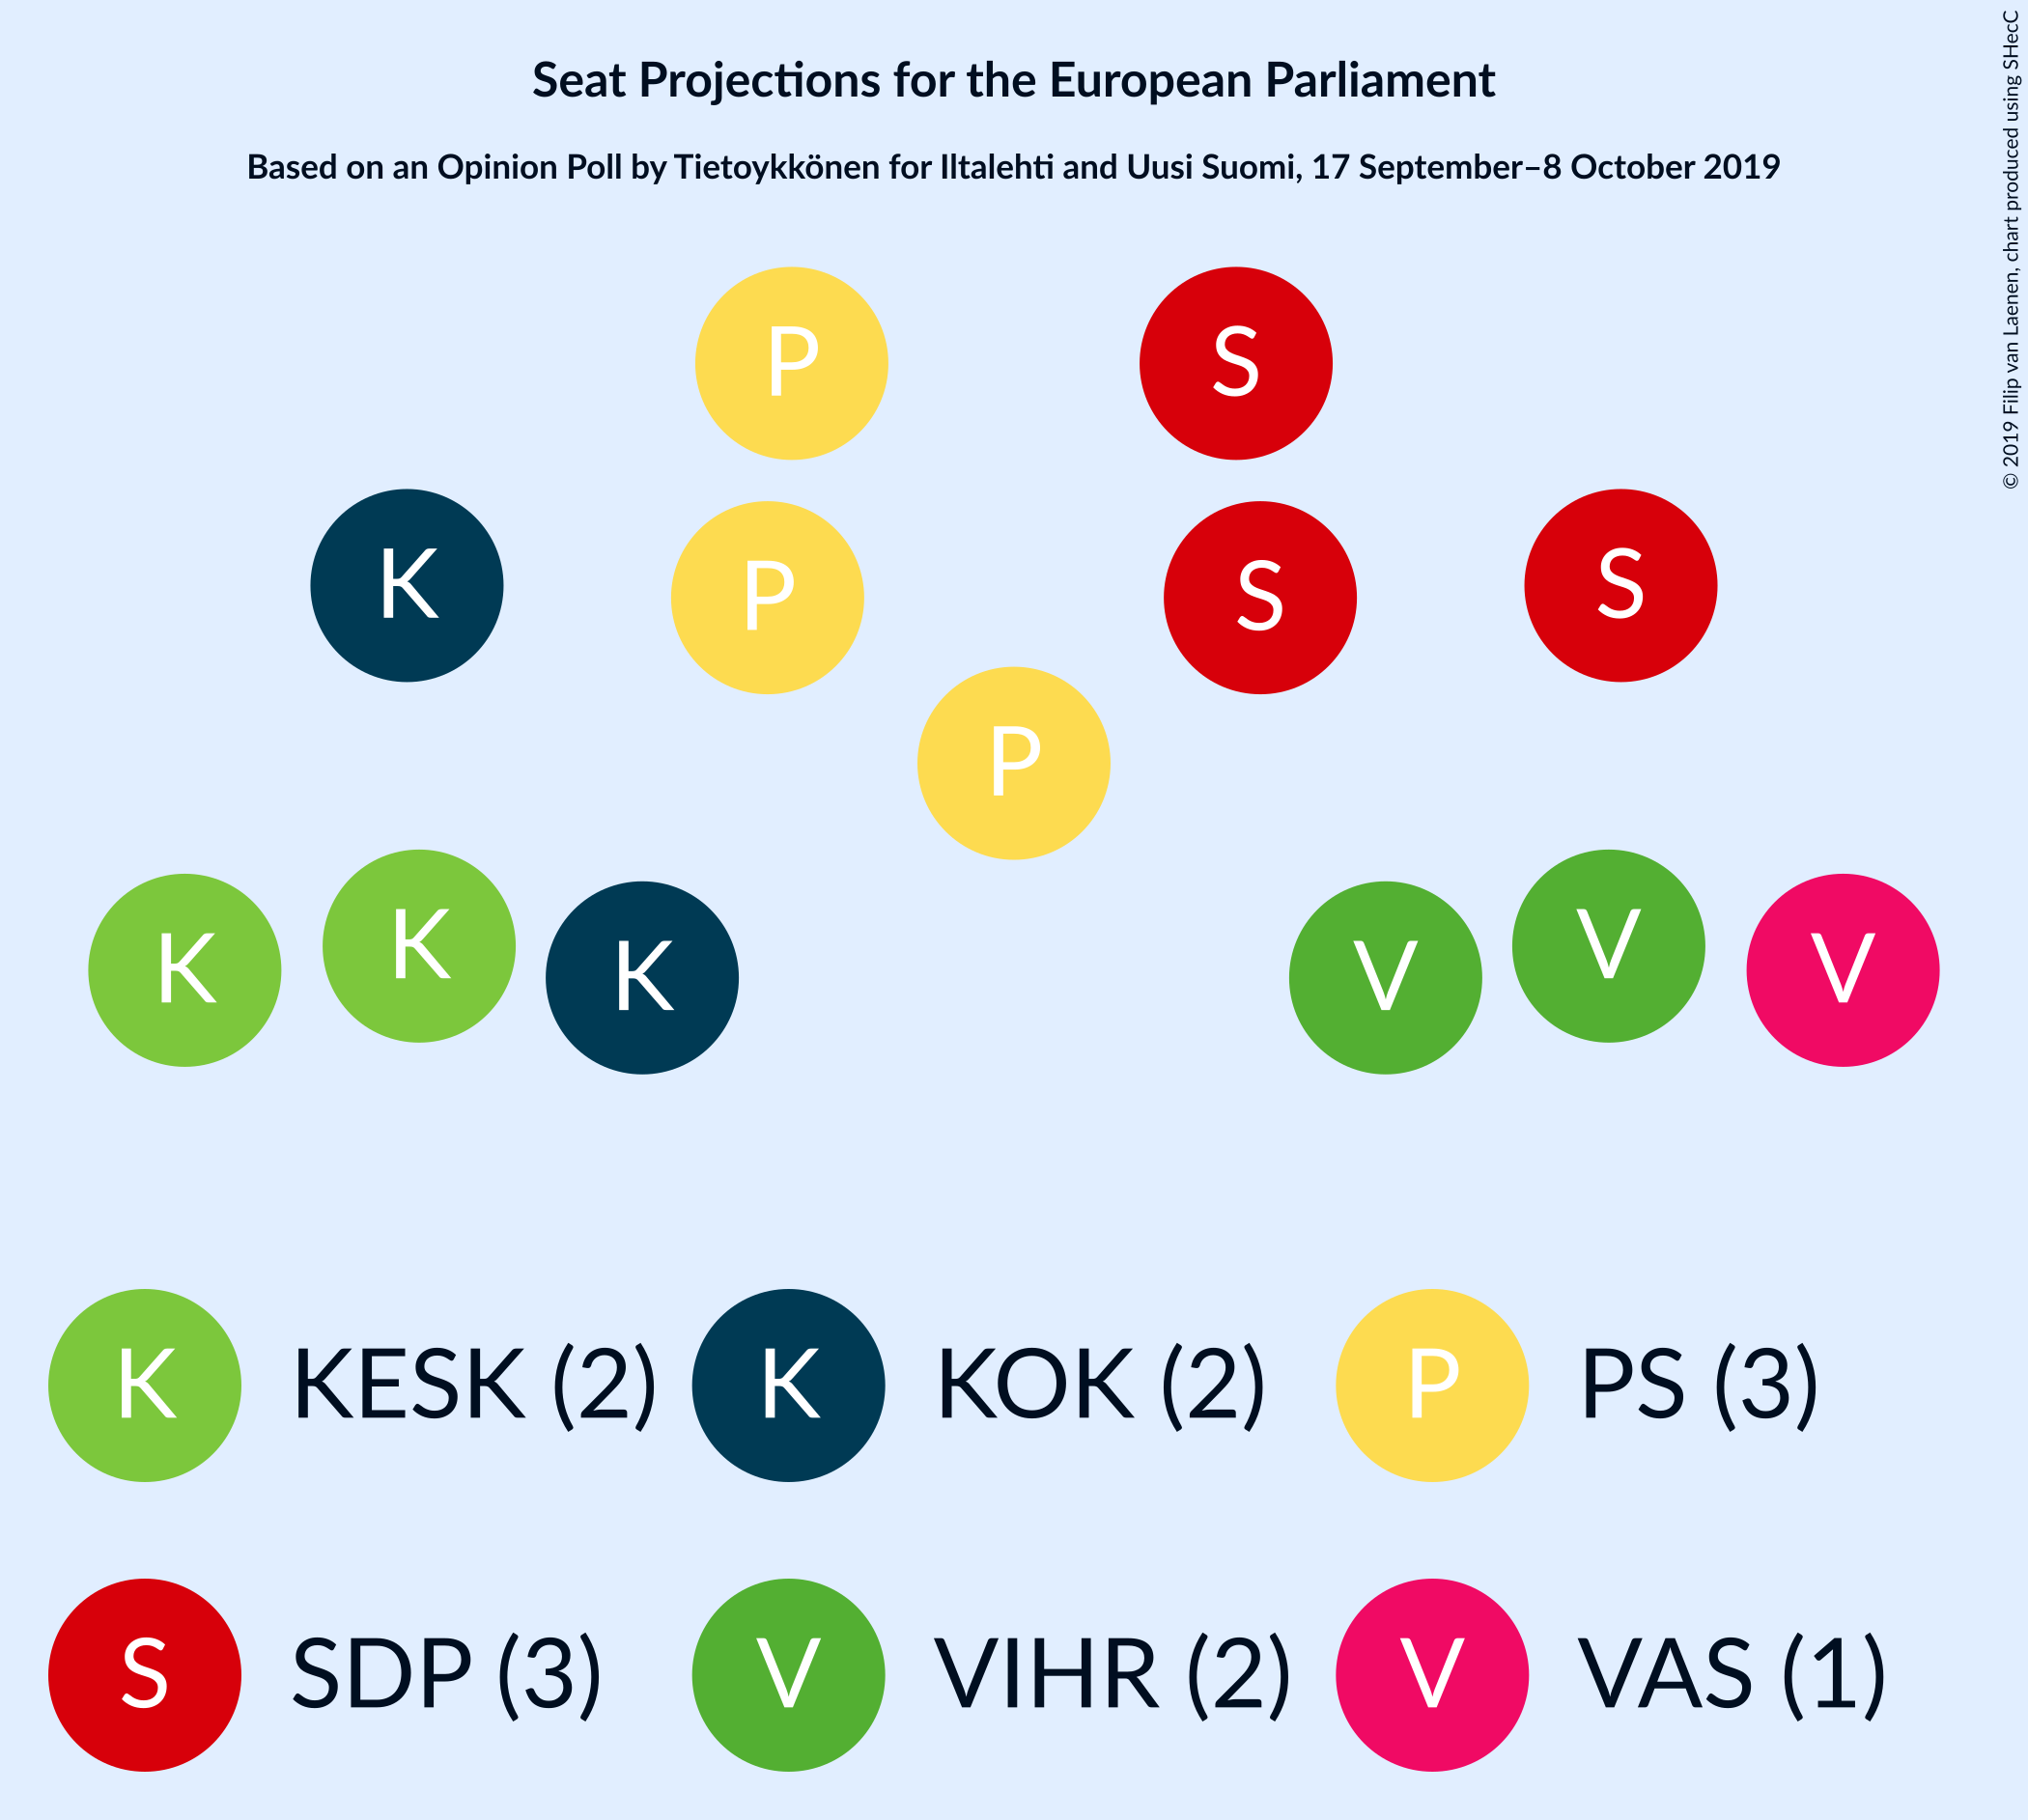 Seat Projections for the European Parliament
Based on an Opinion Poll by Tietoykkönen for Iltalehti and Uusi Suomi, 17 September–8 October 2019
© 2019 Filip van Laenen, chart produced using SHecC
P S
K P S S
P
K K K V V V
K KESK (2) K KOK (2) P PS (3)
S SDP (3) V VIHR (2) V VAS (1)